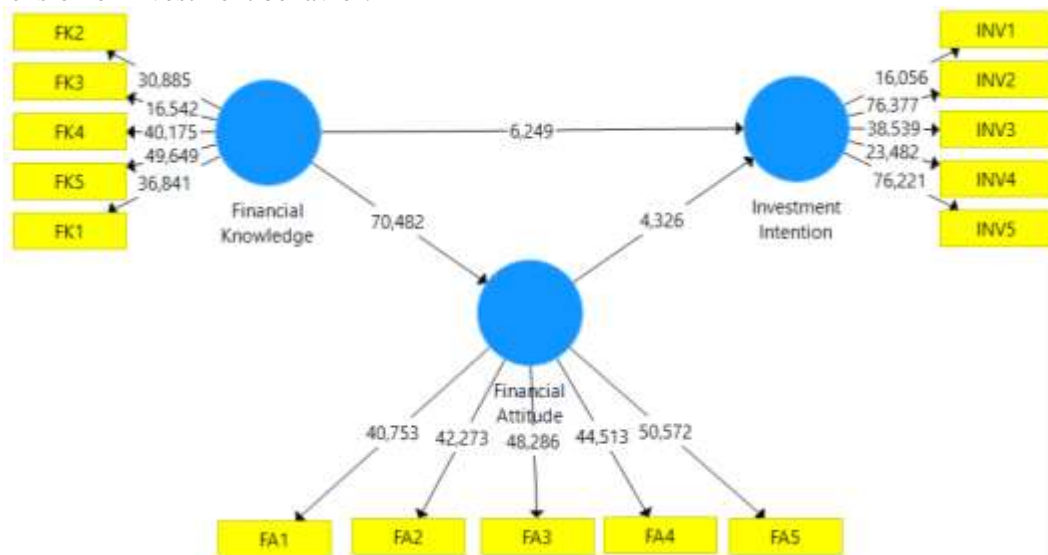 FK2
FK3
FK4
FK5
FK1
30,885
16,542
40,175
49,649
36,841
Financial
Knowledge
6,249
70,482
4,326
Investment
Intention
16,056
76,377
38,539
23,482
76,221
INV1
INV2
INV3
INV4
INV5
Financial
Attitude
40,753
42,273
48,286
44,513
50,572
FA1
FA2
FA3
FA4
FA5